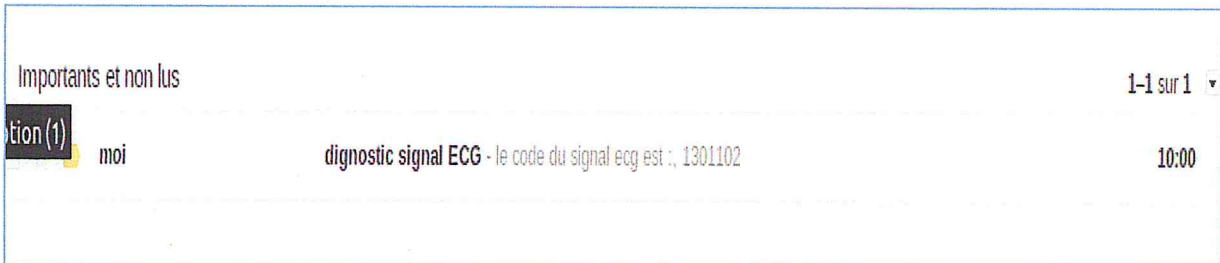 Importants et non lus
1–1 sur 1
tion (1)
moi dignostic signal ECG - le code du signal ecg est :, 1301102 10:00